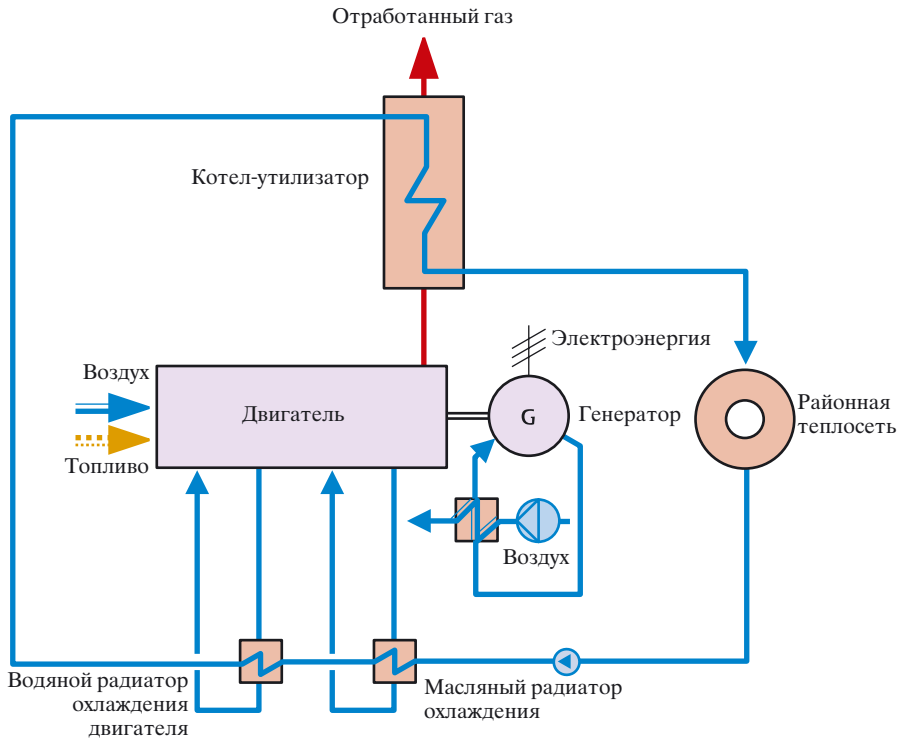 Отработанный газ
Котел-утилизатор
Электроэнергия
Воздух
Двигатель
G
Генератор
Районная
теплосеть
Топливо
Воздух
Водяной радиатор
охлаждения
двигателя
Масляный радиатор
охлаждения